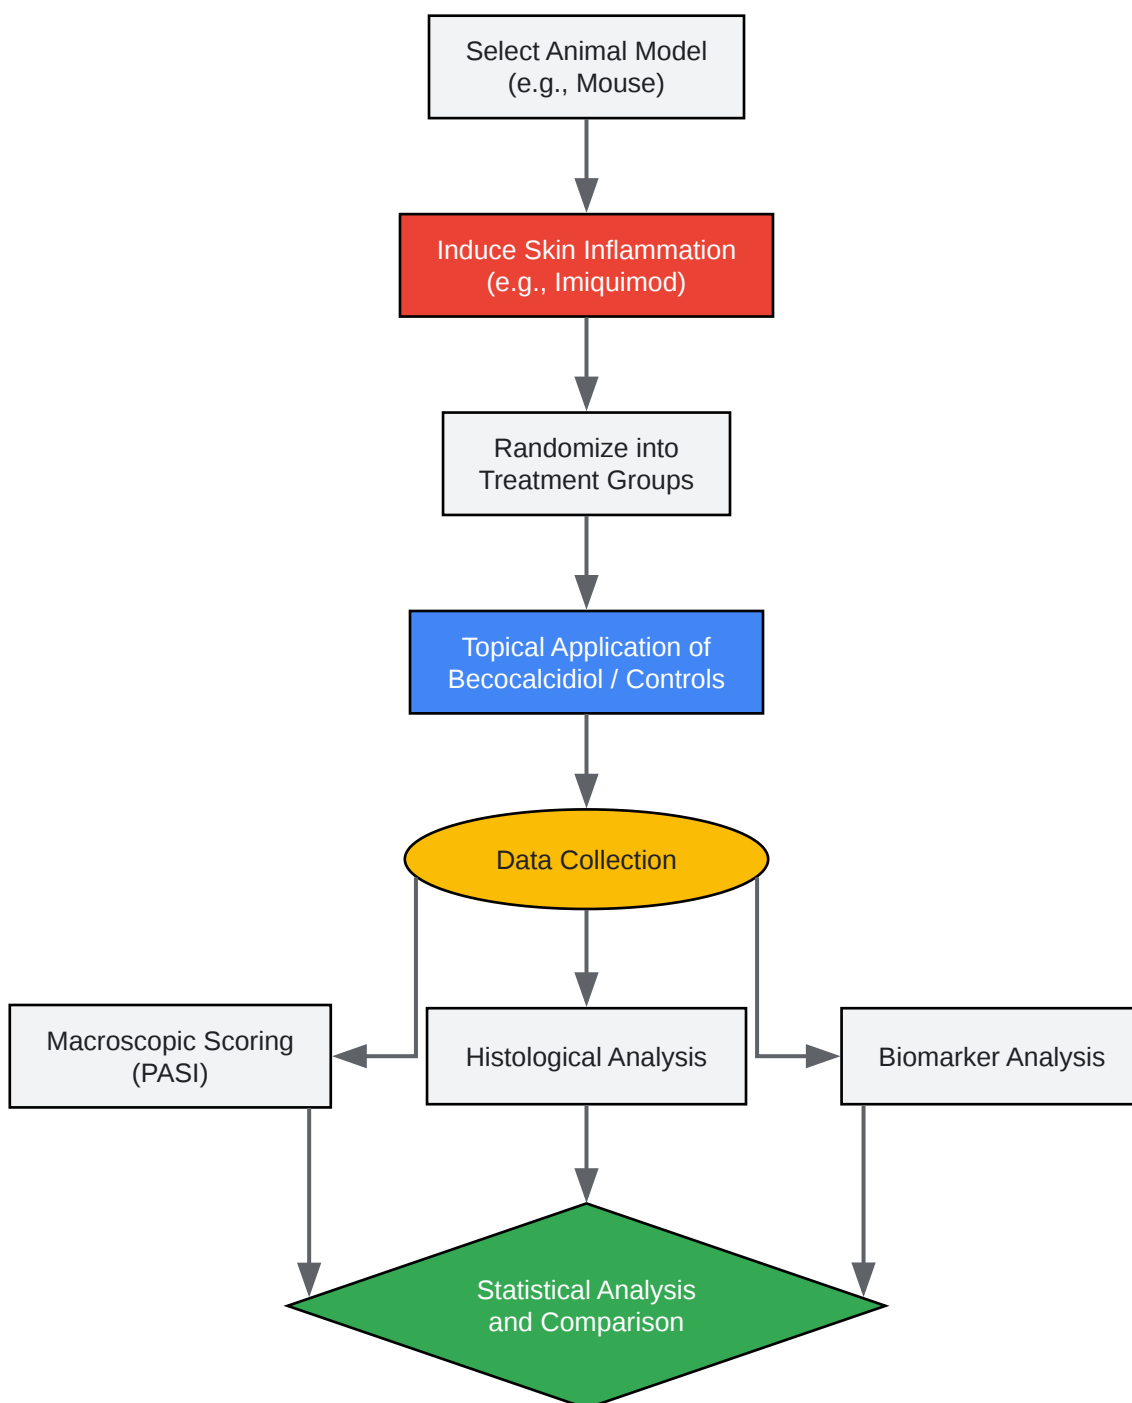 Select Animal Model
(e.g., Mouse)
Induce Skin Inflammation
(e.g., Imiquimod)
Randomize into
Treatment Groups
Topical Application of
Becocalcidiol / Controls
Data Collection
Macroscopic Scoring
(PASI)
Histological Analysis
Biomarker Analysis
Statistical Analysis
and Comparison